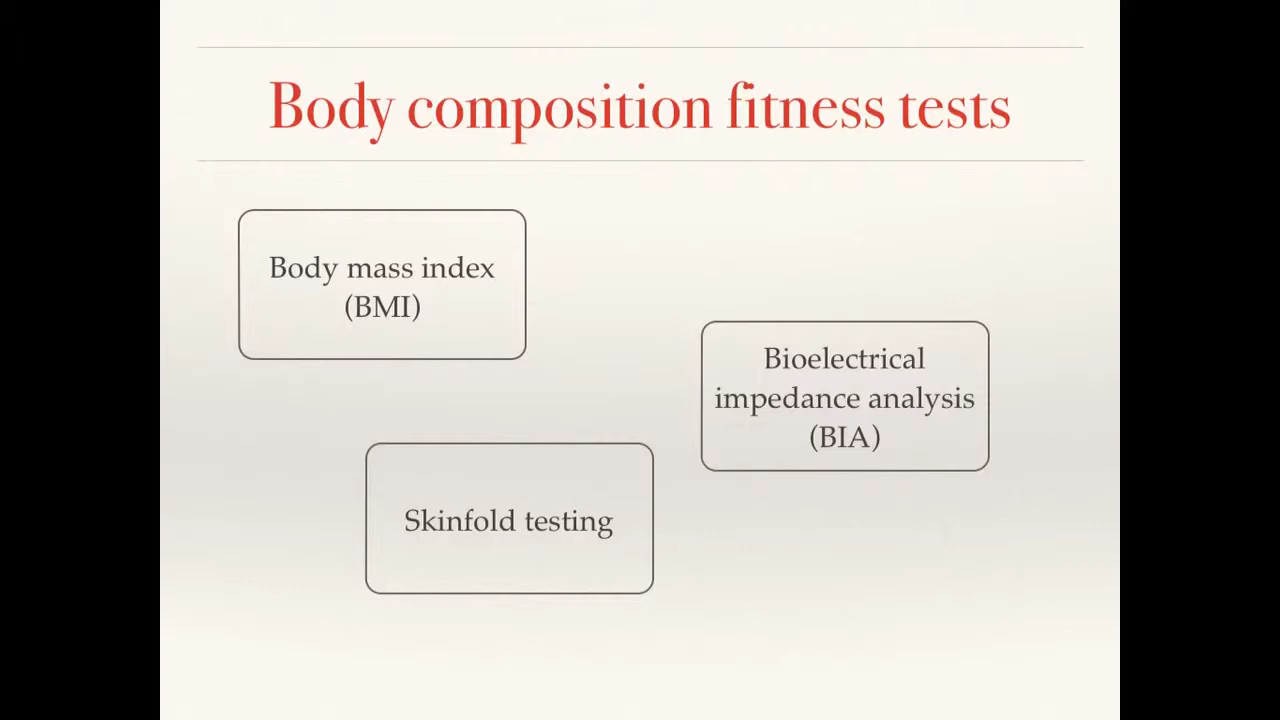 Body composition fitness tests
Body mass index
(BMI)
Bioelectrical
impedance analysis
(BIA)
Skinfold testing